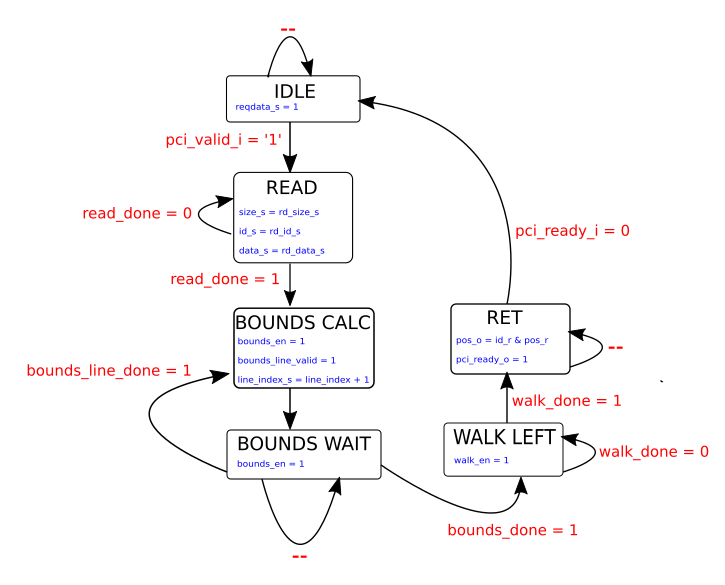 --
IDLE
reqdata_s = 1
pci_valid_i = '1'
READ
size_s = rd_size_s
id_s = rd_id_s
data_s = rd_data_s
read_done = 0
read_done = 1
BOUNDS CALC
bounds_en = 1
bounds_line_valid = 1
line_index_s = line_index + 1
bounds_line_done = 1
BOUNDS WAIT
bounds_en = 1
--
bounds_done = 1
WALK LEFT
walk_en = 1
walk_done = 0
walk_done = 1
RET
pos_o = id_r & pos_r
pci_ready_o = 1
--
pci_ready_i = 0